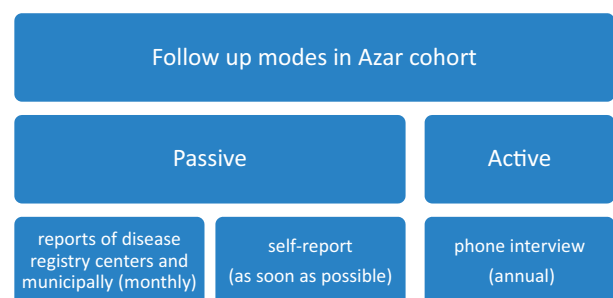 Follow up modes in Azar cohort
Passive
Active
reports of disease
registry centers and
municipally (monthly)
self-report
(as soon as possible)
phone interview
(annual)